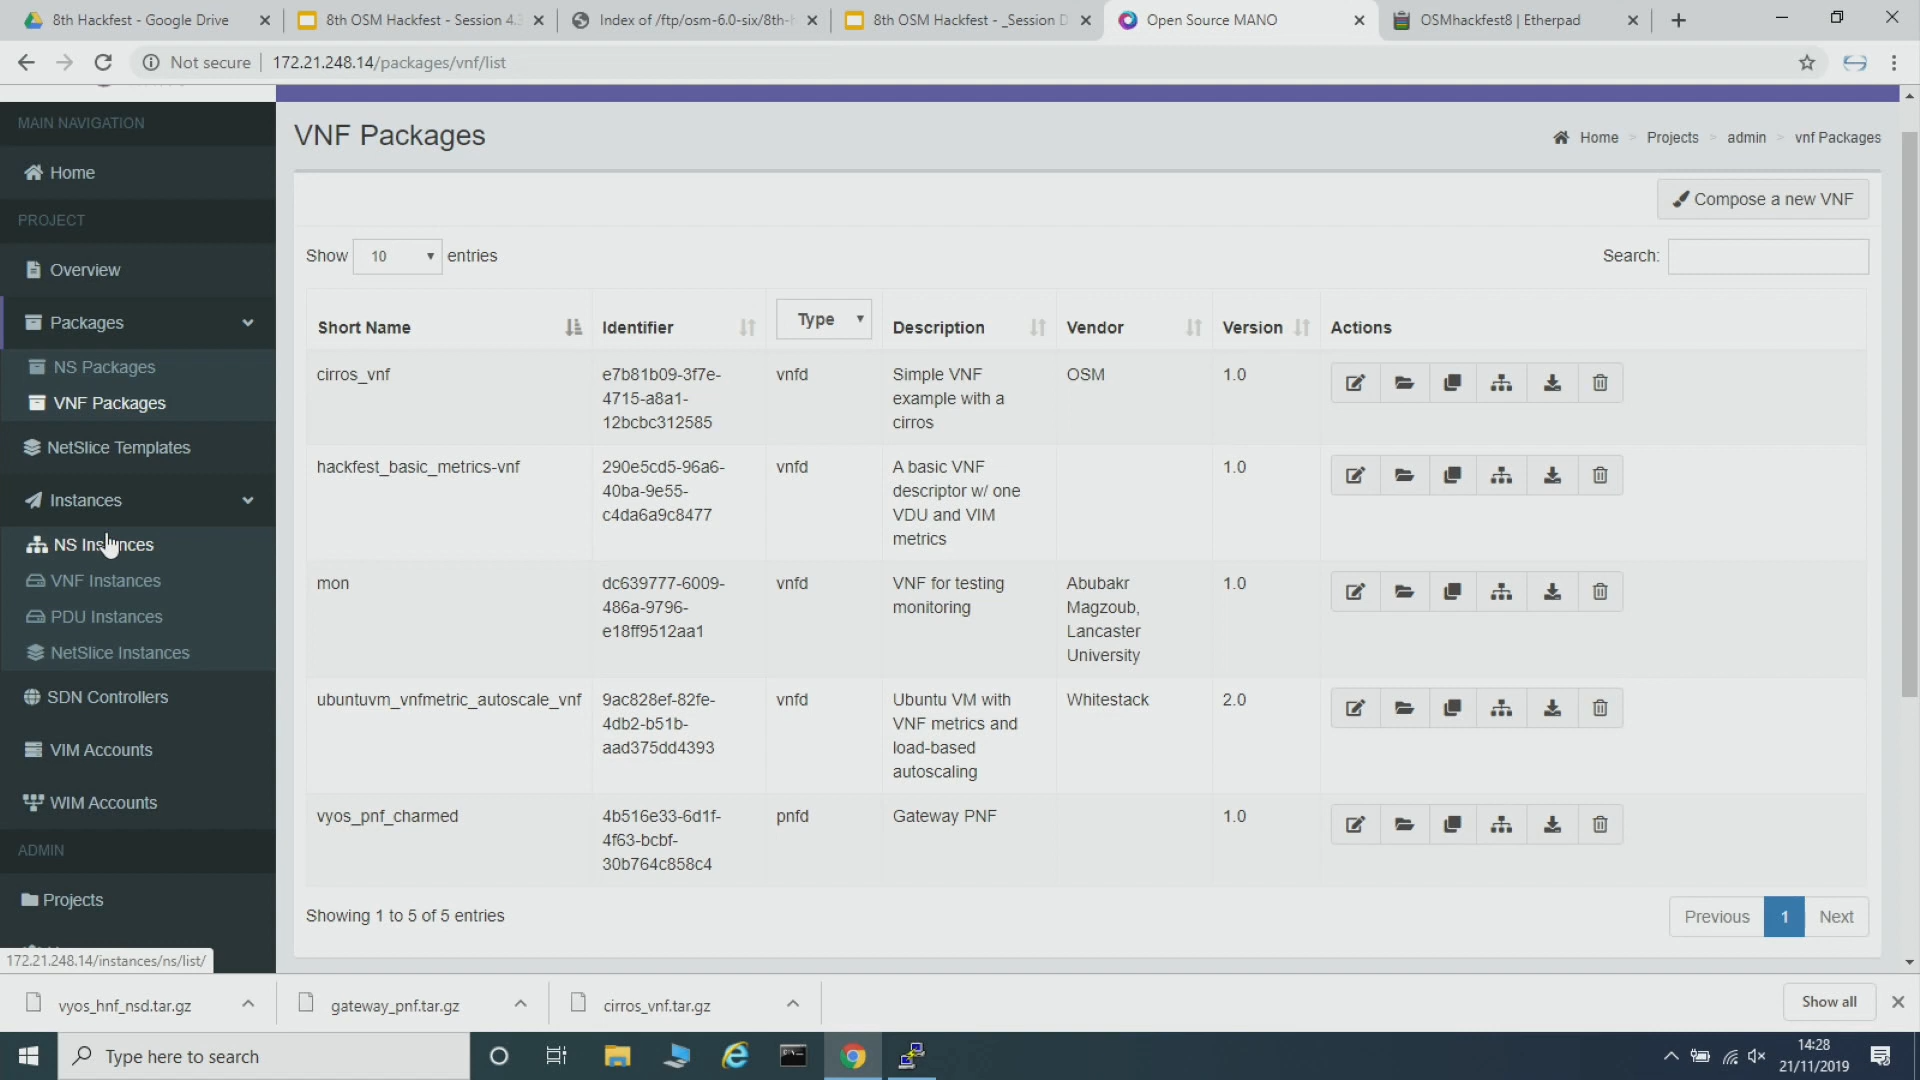 8th Hackfest - Google Drive
8th OSM Hackfest - Session 4.3
Index of /ftp/osm-6.0-six/8th-h
8th OSM Hackfest - _Session D
Open Source MANO
OSMhackfest8 | Etherpad
Not secure | 172.21.248.14/packages/vnf/list
MAIN NAVIGATION
Home
PROJECT
Overview
Packages
NS Packages
VNF Packages
NetSlice Templates
Instances
NS Instances
VNF Instances
PDU Instances
NetSlice Instances
SDN Controllers
VIM Accounts
WIM Accounts
ADMIN
Projects
172.21.248.14/instances/ns/list/
VNF Packages
Home > Projects > admin > vnf Packages
Compose a new VNF
Show 10 entries
Search:
Short Name Identifier Type Description Vendor Version Actions
cirros_vnf e7b81b09-3f7e- vnfd Simple VNF OSM 1.0
4715-a8a1- example with a
12bcbc312585 cirros
hackfest_basic_metrics-vnf 290e5cd5-96a6- vnfd A basic VNF 1.0
40ba-9e55- descriptor w/ one
c4da6a9c8477 VDU and VIM
metrics
mon dc639777-6009- vnfd VNF for testing Abubakr 1.0
486a-9796- monitoring Magzoub,
e18ff9512aa1 Lancaster
University
ubuntuvm_vnfmetric_autoscale_vnf 9ac828ef-82fe- vnfd Ubuntu VM with Whitestack 2.0
4db2-b51b- VNF metrics and
aad375dd4393 load-based
autoscaling
vyos_pnf_charmed 4b516e33-6d1f- pnfd Gateway PNF 1.0
4f63-bcbf-
30b764c858c4
Showing 1 to 5 of 5 entries
Previous 1 Next
vyos_hnf_nsd.tar.gz
gateway_pnf.tar.gz
cirros_vnf.tar.gz
Show all
Type here to search
14:28
21/11/2019